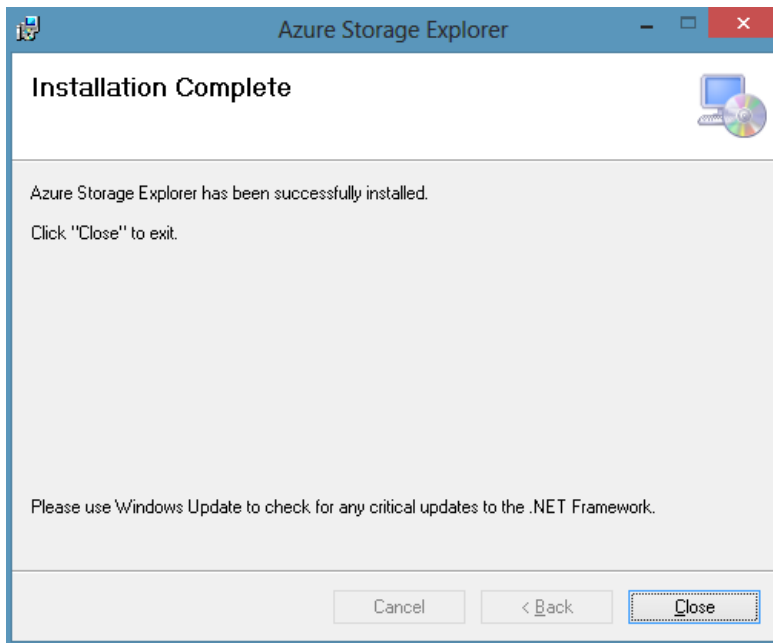 Azure Storage Explorer
Installation Complete
Azure Storage Explorer has been successfully installed.
Click "Close" to exit.
Please use Windows Update to check for any critical updates to the .NET Framework.
Cancel
< Back
Close